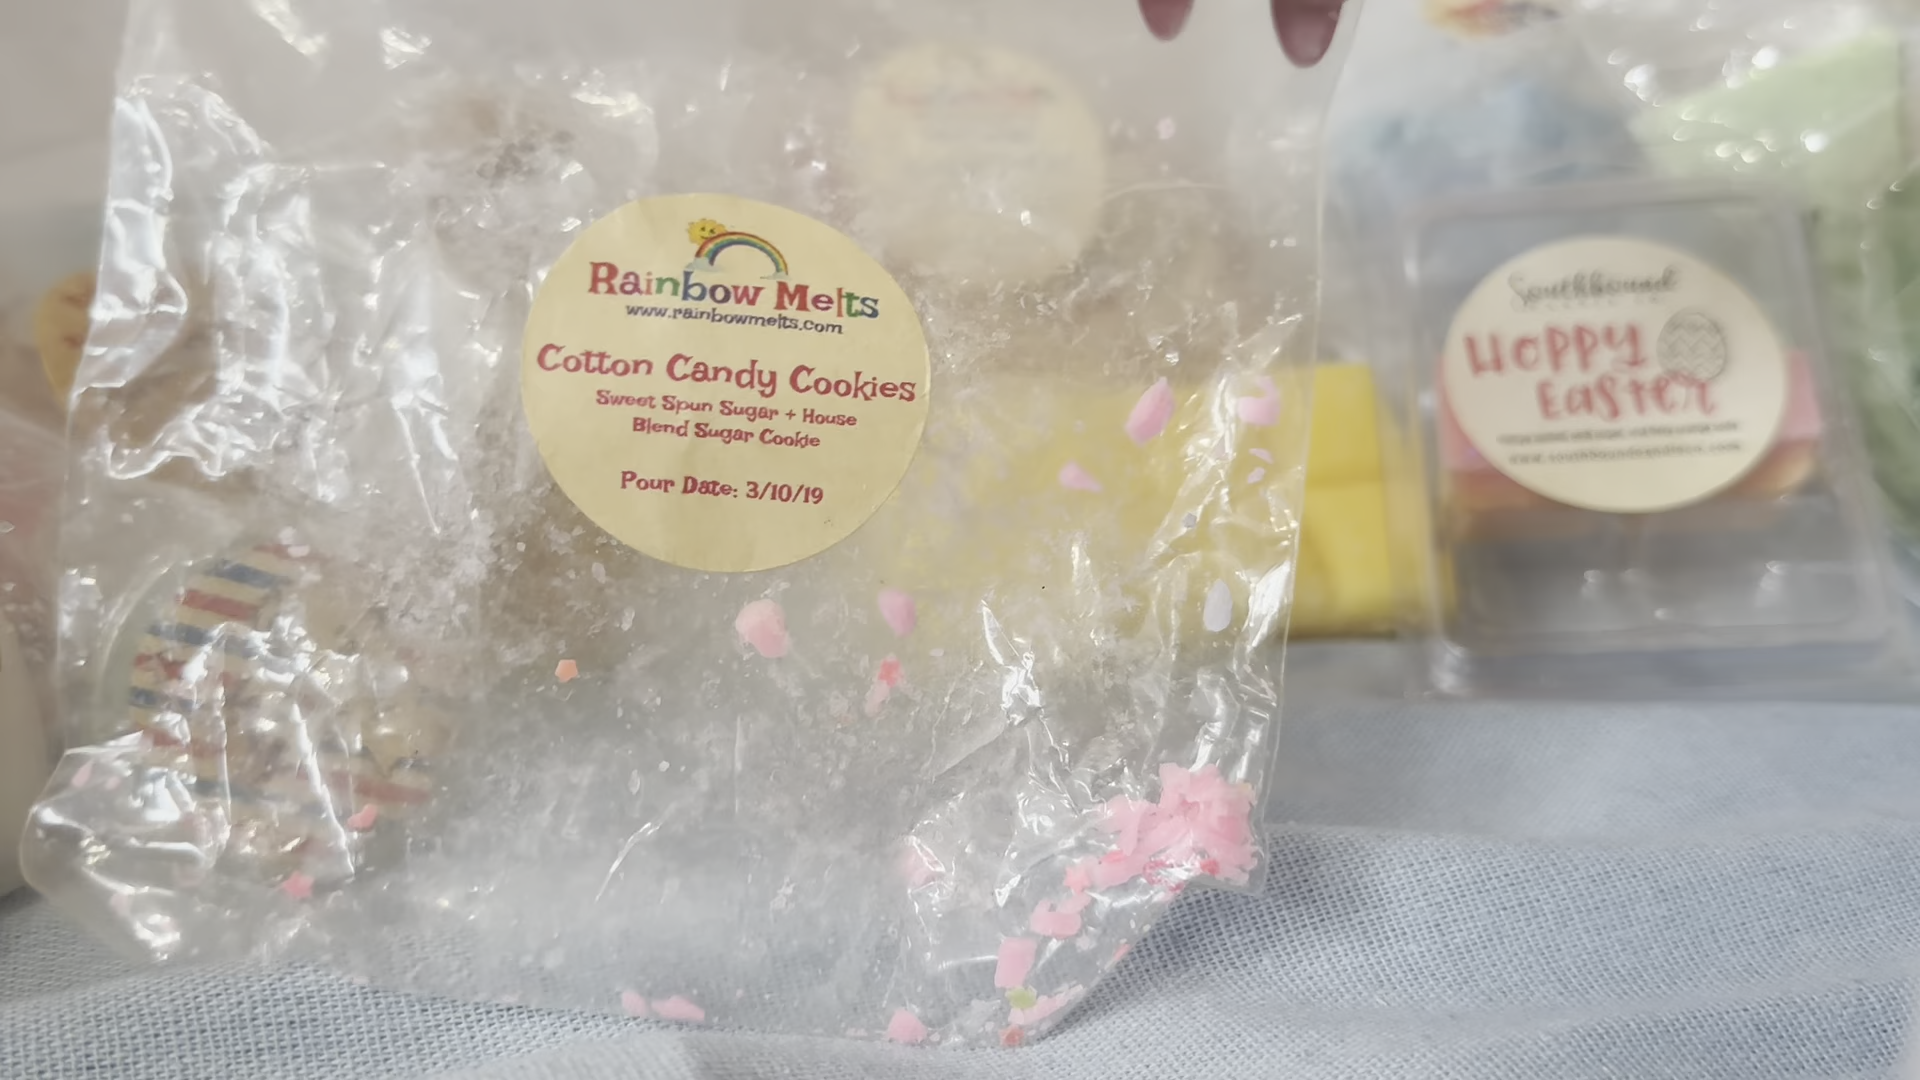 Rainbow Melts
www.rainbowmelts.com
Cotton Candy Cookies
Sweet Spun Sugar + House
Blend Sugar Cookie
Pour Date: 3/10/19
Southbound
Hoppy
Easter